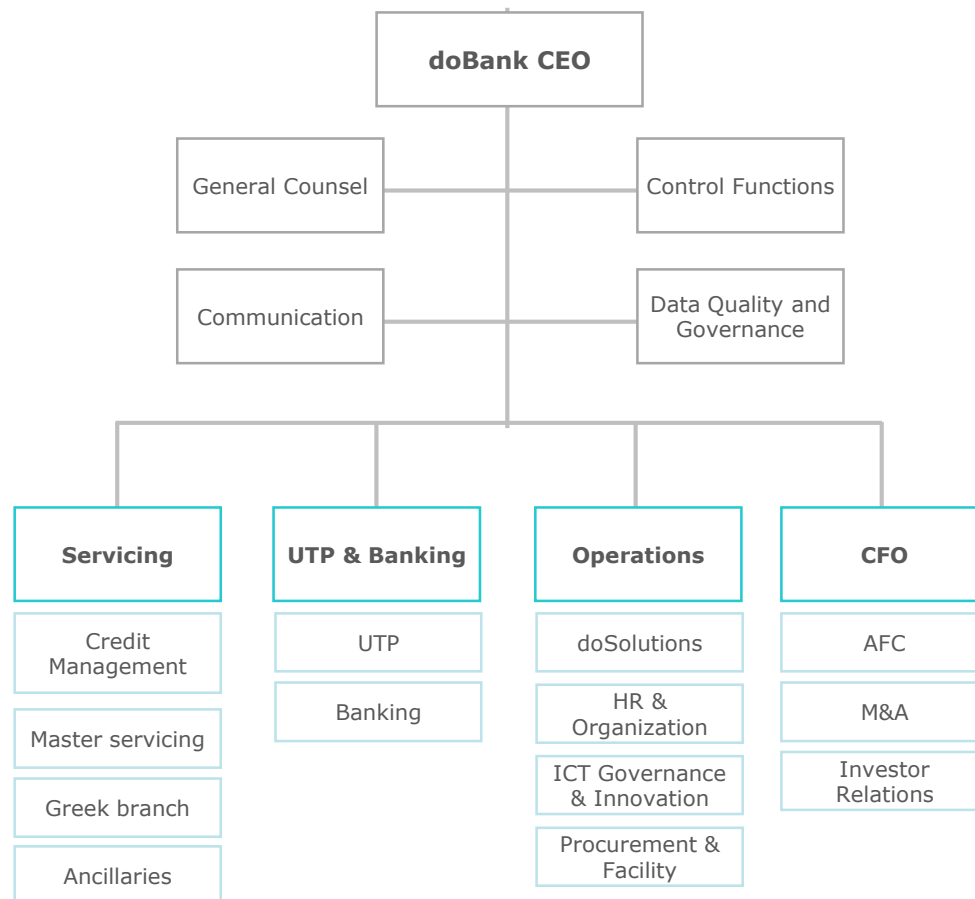 doBank CEO
General Counsel
Control Functions
Communication
Data Quality and
Governance
Servicing
UTP & Banking
Operations
CFO
Credit
Management
Master servicing
Greek branch
Ancillaries
UTP
Banking
doSolutions
HR &
Organization
ICT Governance
& Innovation
Procurement &
Facility
AFC
M&A
Investor
Relations